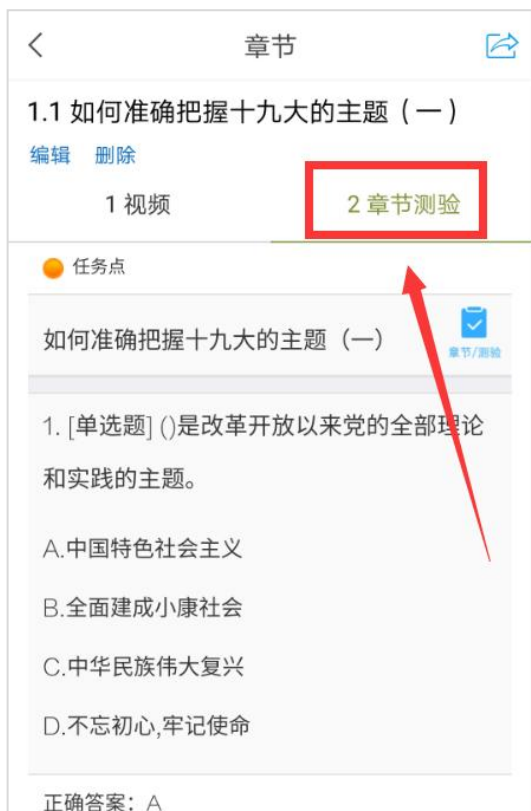 章节
1.1 如何准确把握十九大的主题（一）
编辑 删除
1 视频 2 章节测验
任务点
如何准确把握十九大的主题（一）
章节/测验
1. [单选题] ()是改革开放以来党的全部理论
和实践的主题。
A.中国特色社会主义
B.全面建成小康社会
C.中华民族伟大复兴
D.不忘初心,牢记使命
正确答案：A